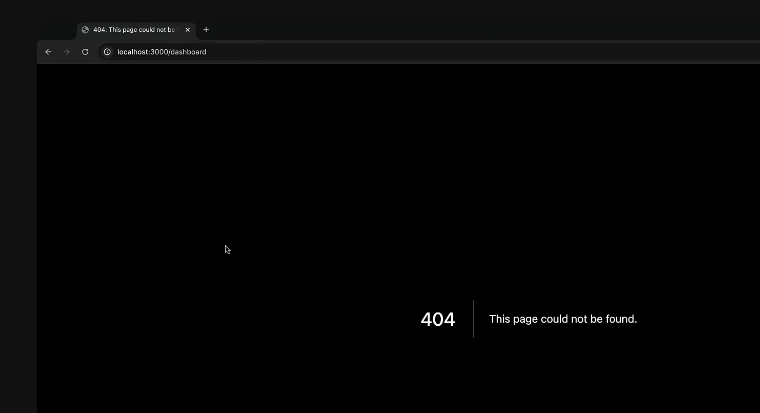 404: This page could not be
localhost:3000/dashboard
404
This page could not be found.